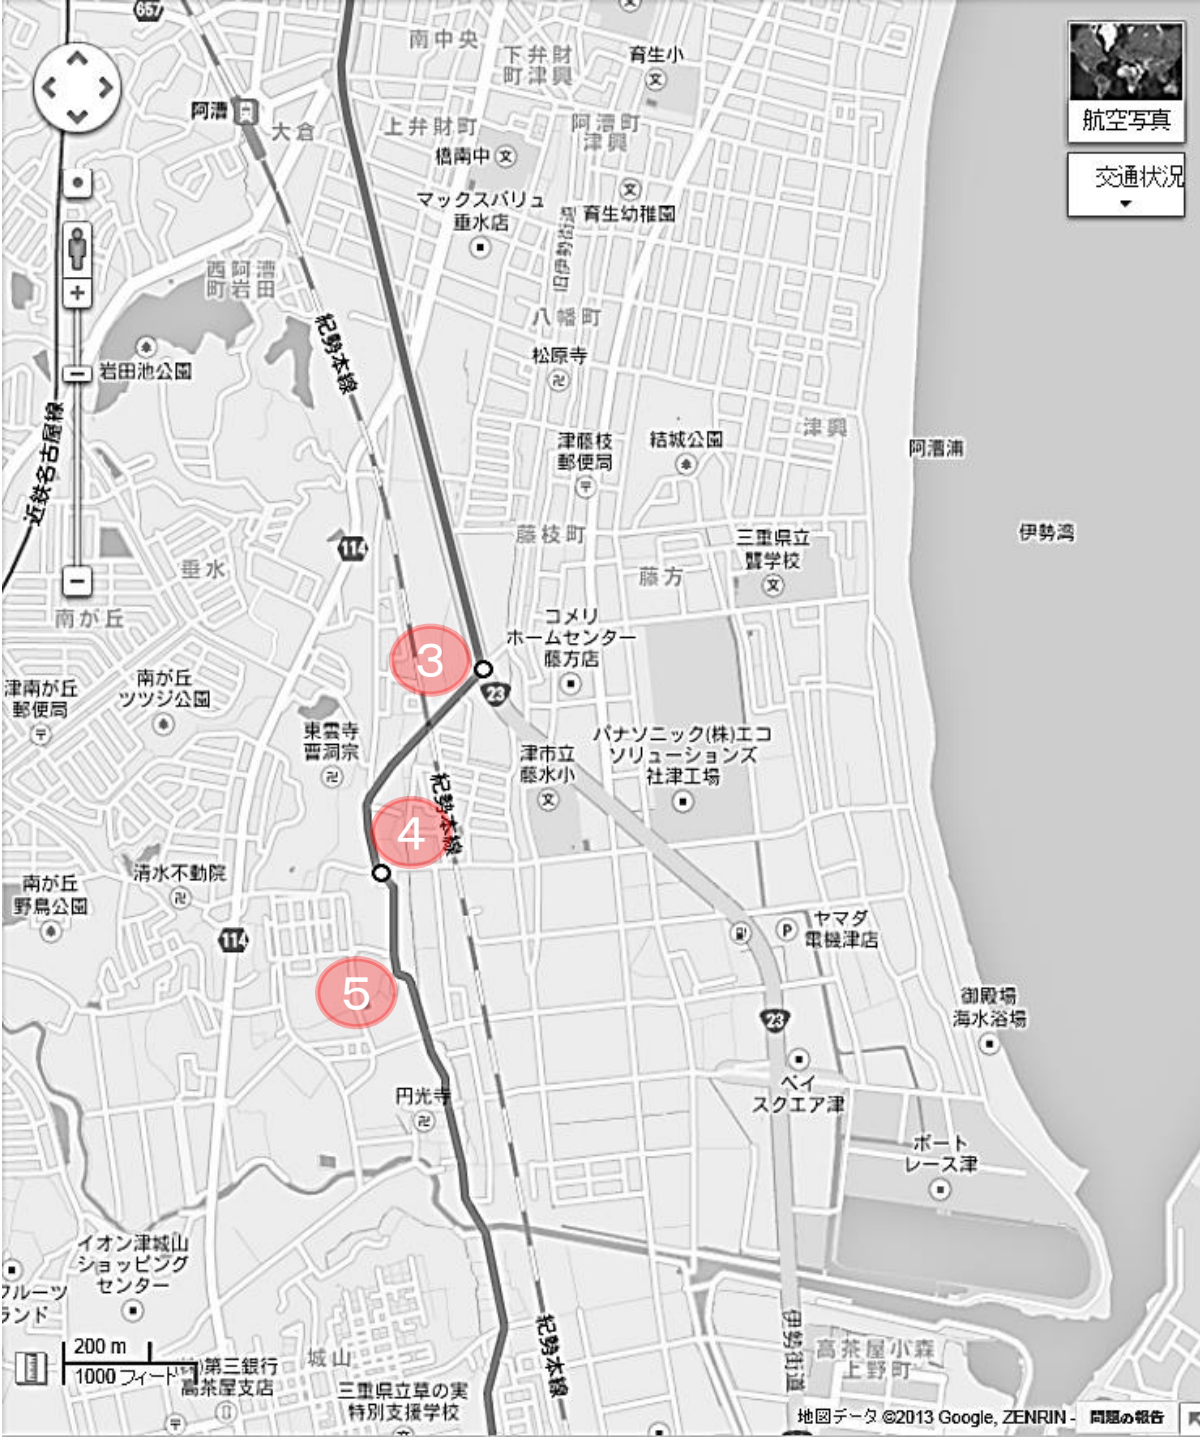 667
南中央
下弁財
町津興
育生小
航空写真
阿漕
大倉
上弁財町
阿漕町
津興
橋南中
交通状況
マックスバリュ
垂水店
育生幼稚園
旧伊勢街道
西阿漕
町岩田
八幡町
紀勢本線
松原寺
岩田池公園
近鉄名古屋線
津藤枝
郵便局
結城公園
津興
阿漕浦
藤枝町
三重県立
聾学校
伊勢湾
114
垂水
藤方
南が丘
コメリ
ホームセンター
藤方店
3
23
津南が丘
郵便局
南が丘
ツツジ公園
東雲寺
曹洞宗
津市立
藤水小
パナソニック(株)エコ
ソリューションズ
社津工場
紀勢本線
4
清水不動院
南が丘
野鳥公園
114
P
ヤマダ
電機津店
5
御殿場
海水浴場
23
ベイ
スクエア津
円光寺
ボート
レース津
イオン津城山
ショッピング
センター
フルーツ
ランド
200 m
1000 フィート
(株)第三銀行
高茶屋支店
城山
三重県立草の実
特別支援学校
紀勢本線
伊勢街道
高茶屋小森
上野町
地図データ ©2013 Google, ZENRIN -
問題の報告